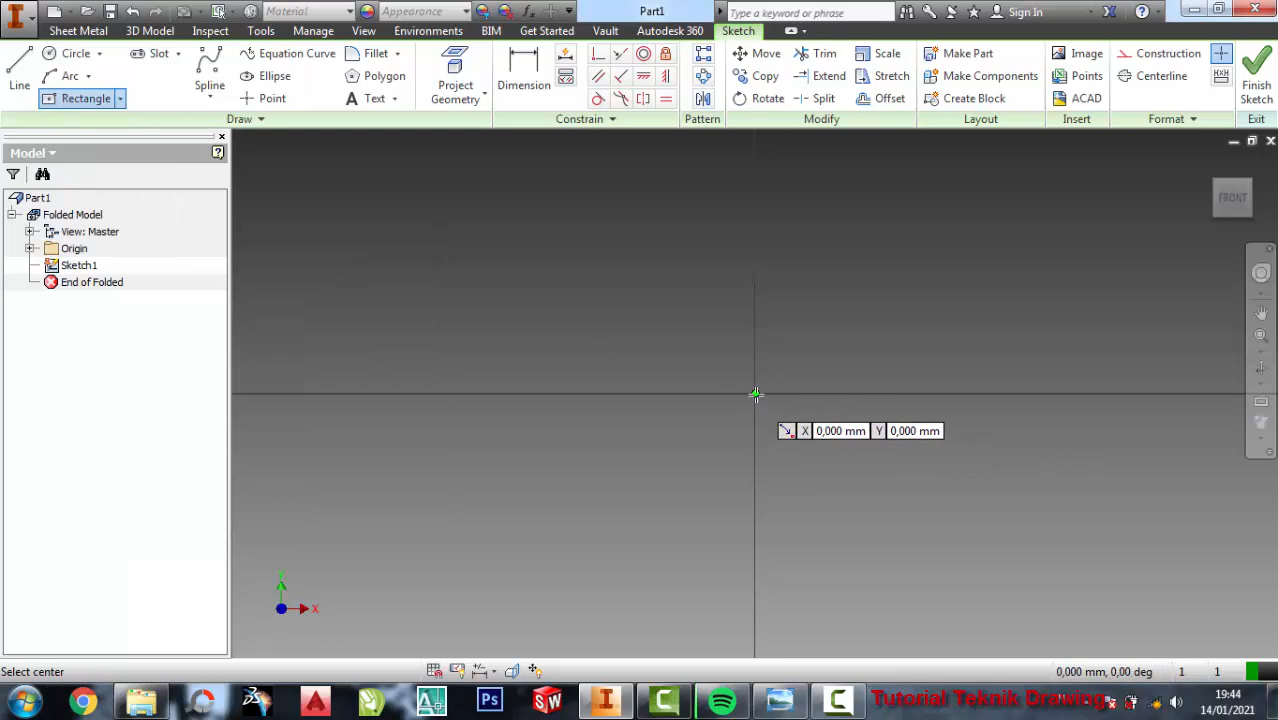 Material
Appearance
Part1
Type a keyword or phrase
Sign In
Sheet Metal
3D Model
Inspect
Tools
Manage
View
Environments
BIM
Get Started
Vault
Autodesk 360
Sketch
Line
Circle
Arc
Rectangle
Slot
Spline
Equation Curve
Ellipse
Point
Fillet
Polygon
Text
Project Geometry
Dimension
Move
Copy
Rotate
Trim
Extend
Split
Scale
Stretch
Offset
Make Part
Make Components
Create Block
Image
Points
ACAD
Construction
Centerline
Finish Sketch
Draw
Constrain
Pattern
Modify
Layout
Insert
Format
Exit
Model
Part1
Folded Model
View: Master
Origin
Sketch1
End of Folded
FRONT
X 0,000 mm Y 0,000 mm
X
Select center
0,000 mm, 0,00 deg 1 1
Tutorial Teknik Drawing
19:44
14/01/2021